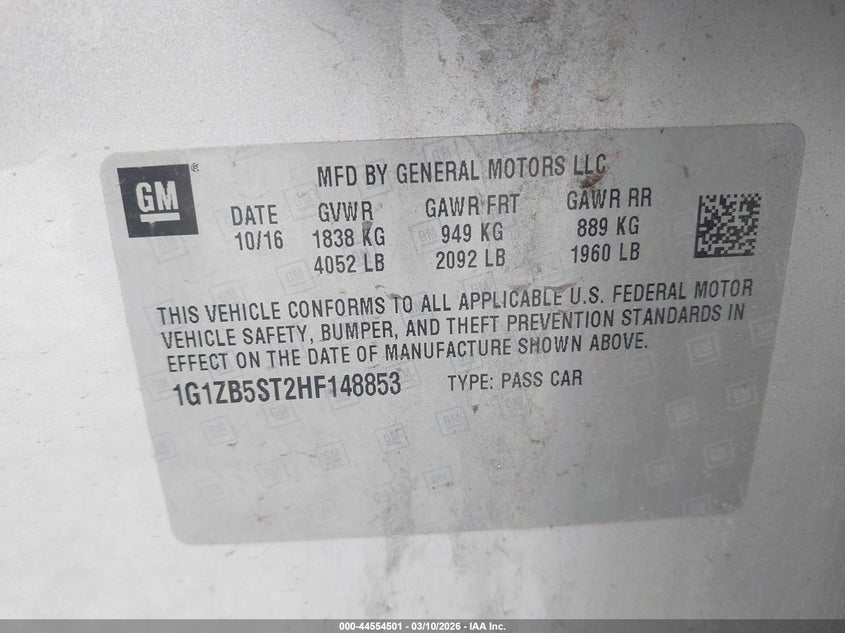 GM®
MFD BY GENERAL MOTORS LLC
DATE GVWR GAWR FRT GAWR RR
10/16 1838 KG 949 KG 889 KG
4052 LB 2092 LB 1960 LB
THIS VEHICLE CONFORMS TO ALL APPLICABLE U.S. FEDERAL MOTOR
VEHICLE SAFETY, BUMPER, AND THEFT PREVENTION STANDARDS IN
EFFECT ON THE DATE OF MANUFACTURE SHOWN ABOVE.
1G1ZB5ST2HF148853 TYPE: PASS CAR
000-44554501 - 03/10/2026 - IAA Inc.